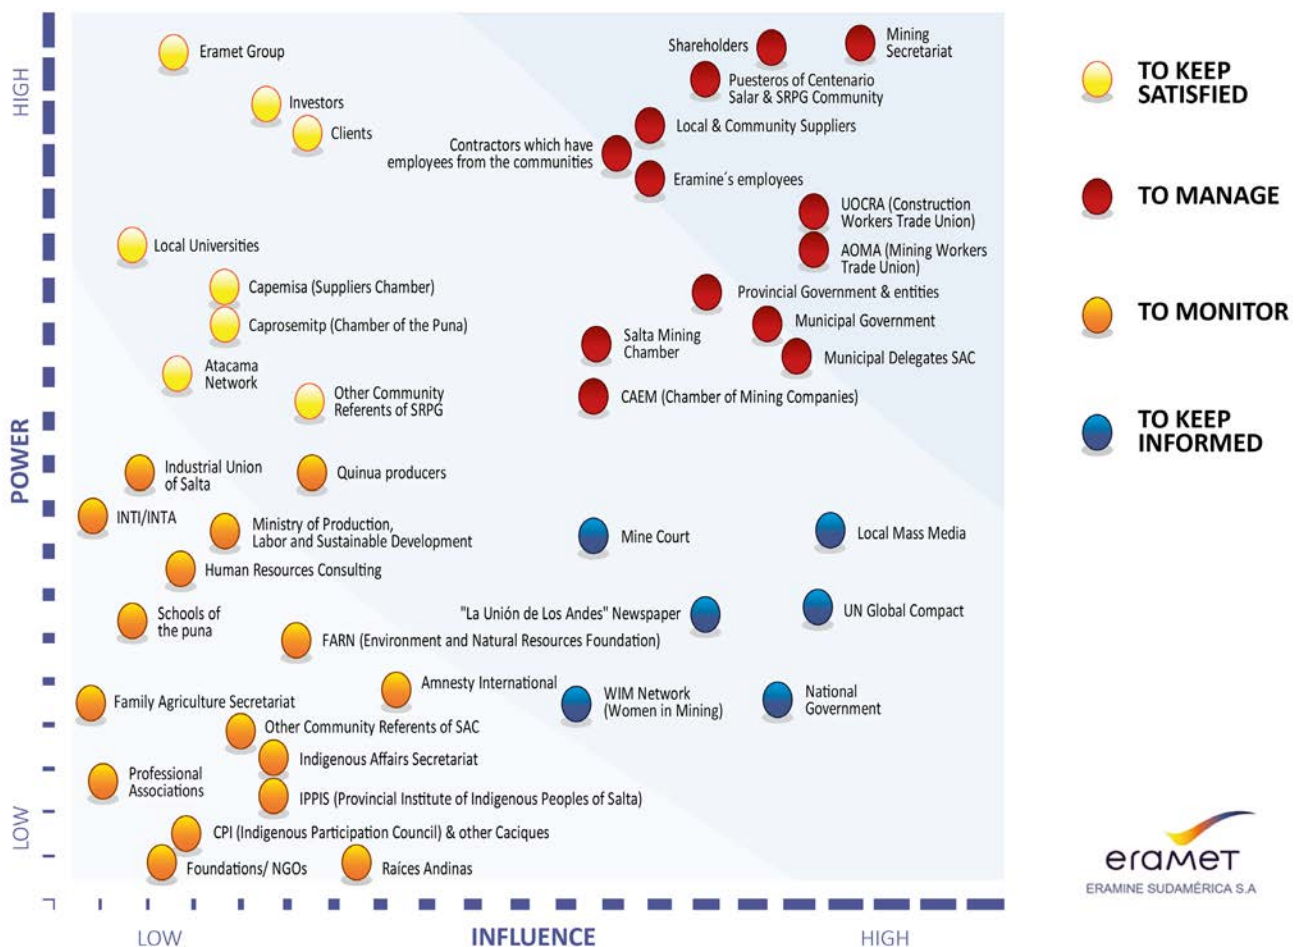 HIGH
POWER
LOW
Eramet Group
Investors
Clients
Shareholders
Mining
Secretariat
Puesteros of Centenario
Salar & SRPG Community
Local & Community Suppliers
Contractors which have
employees from the communities
Eramine´s employees
UOCRA (Construction
Workers Trade Union)
AOMA (Mining Workers
Trade Union)
Local Universities
Capemisa (Suppliers Chamber)
Provincial Government & entities
Caprosemitp (Chamber of the Puna)
Municipal Government
Salta Mining
Chamber
Municipal Delegates SAC
Atacama
Network
Other Community
Referents of SRPG
CAEM (Chamber of Mining Companies)
Industrial Union
of Salta
Quinua producers
INTI/INTA
Ministry of Production,
Labor and Sustainable Development
Mine Court
Local Mass Media
Human Resources Consulting
Schools of
the puna
"La Unión de Los Andes" Newspaper
UN Global Compact
FARN (Environment and Natural Resources Foundation)
Amnesty International
Family Agriculture Secretariat
WIM Network
(Women in Mining)
National
Government
Other Community Referents of SAC
Indigenous Affairs Secretariat
Professional
Associations
IPPIS (Provincial Institute of Indigenous Peoples of Salta)
CPI (Indigenous Participation Council) & other Caciques
Foundations/ NGOs
Raíces Andinas
LOW
INFLUENCE
HIGH
TO KEEP
SATISFIED
TO MANAGE
TO MONITOR
TO KEEP
INFORMED
eramet
ERAMINE SUDAMÉRICA S.A